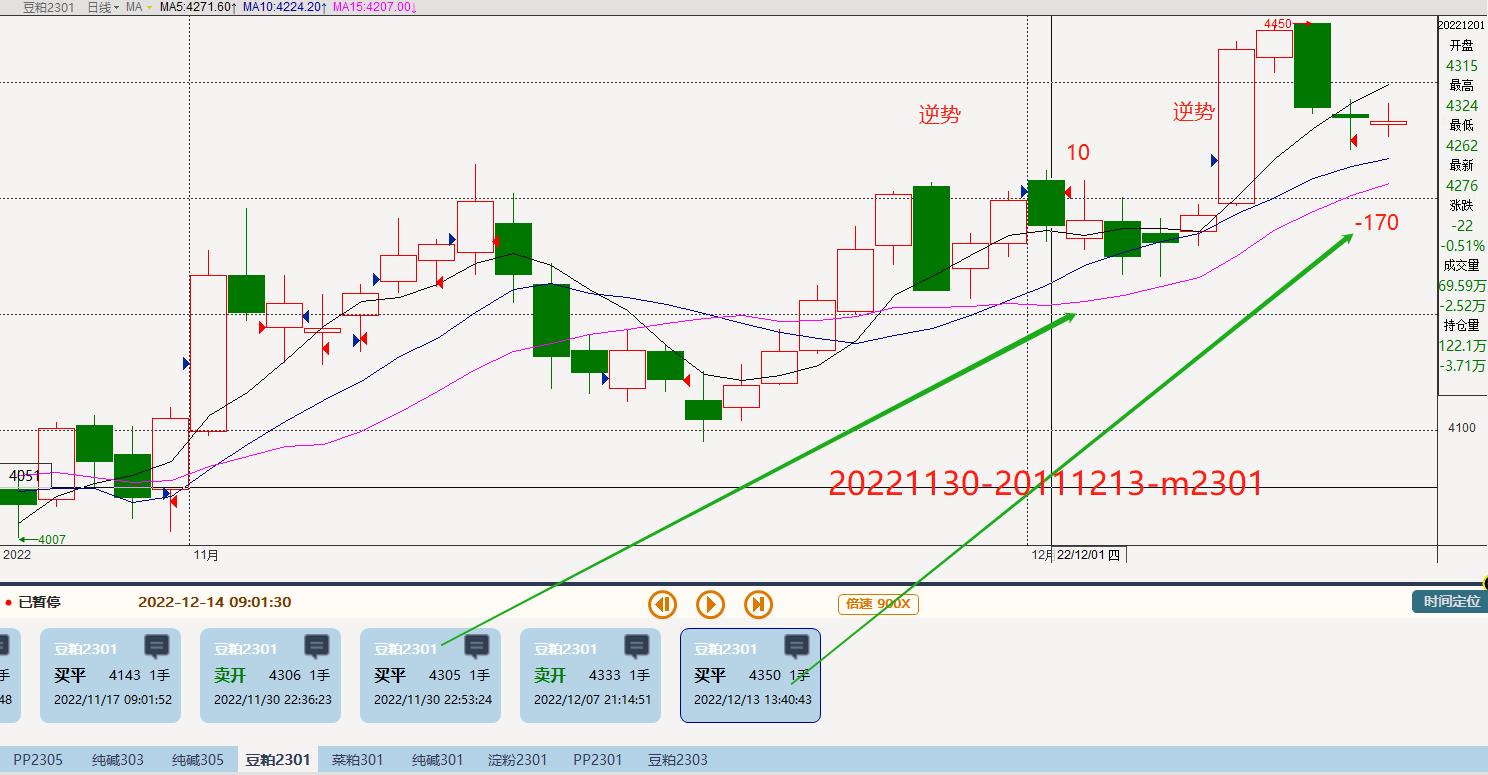 豆粕2301 日线 MA MA5:4271.60↑ MA10:4224.20↑ MA15:4207.00↓
4450
20221201
开盘
4315
最高
4324
最低
4262
最新
4276
涨跌
-22
-0.51%
成交量
69.59万
-2.52万
持仓量
122.1万
-3.71万
4100
逆势
逆势
10
-170
4051
20221130-20111213-m2301
4007
2022 11月 12月 22/12/01 四
已暂停 2022-12-14 09:01:30 倍速 900X 时间定位
手
48
豆粕2301
买平 4143 1手
2022/11/17 09:01:52
豆粕2301
卖开 4306 1手
2022/11/30 22:36:23
豆粕2301
买平 4305 1手
2022/11/30 22:53:24
豆粕2301
卖开 4333 1手
2022/12/07 21:14:51
豆粕2301
买平 4350 1手
2022/12/13 13:40:43
PP2305 纯碱303 纯碱305 豆粕2301 菜粕301 纯碱301 淀粉2301 PP2301 豆粕2303